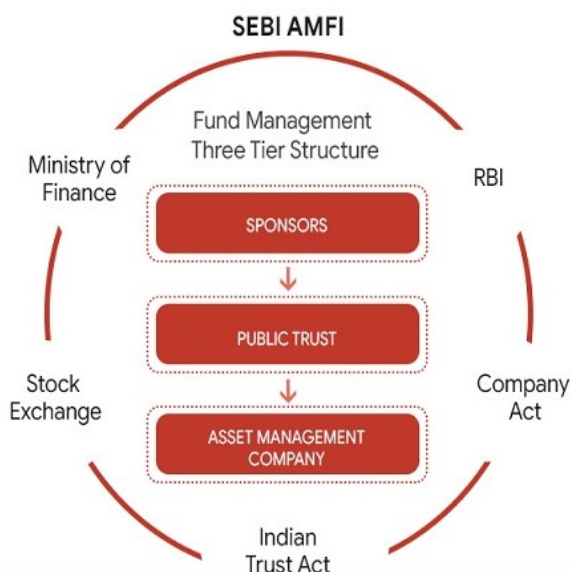 SEBI AMFI
Fund Management
Three Tier Structure
Ministry of
Finance
RBI
SPONSORS
PUBLIC TRUST
Stock
Exchange
Company
Act
ASSET MANAGEMENT
COMPANY
Indian
Trust Act